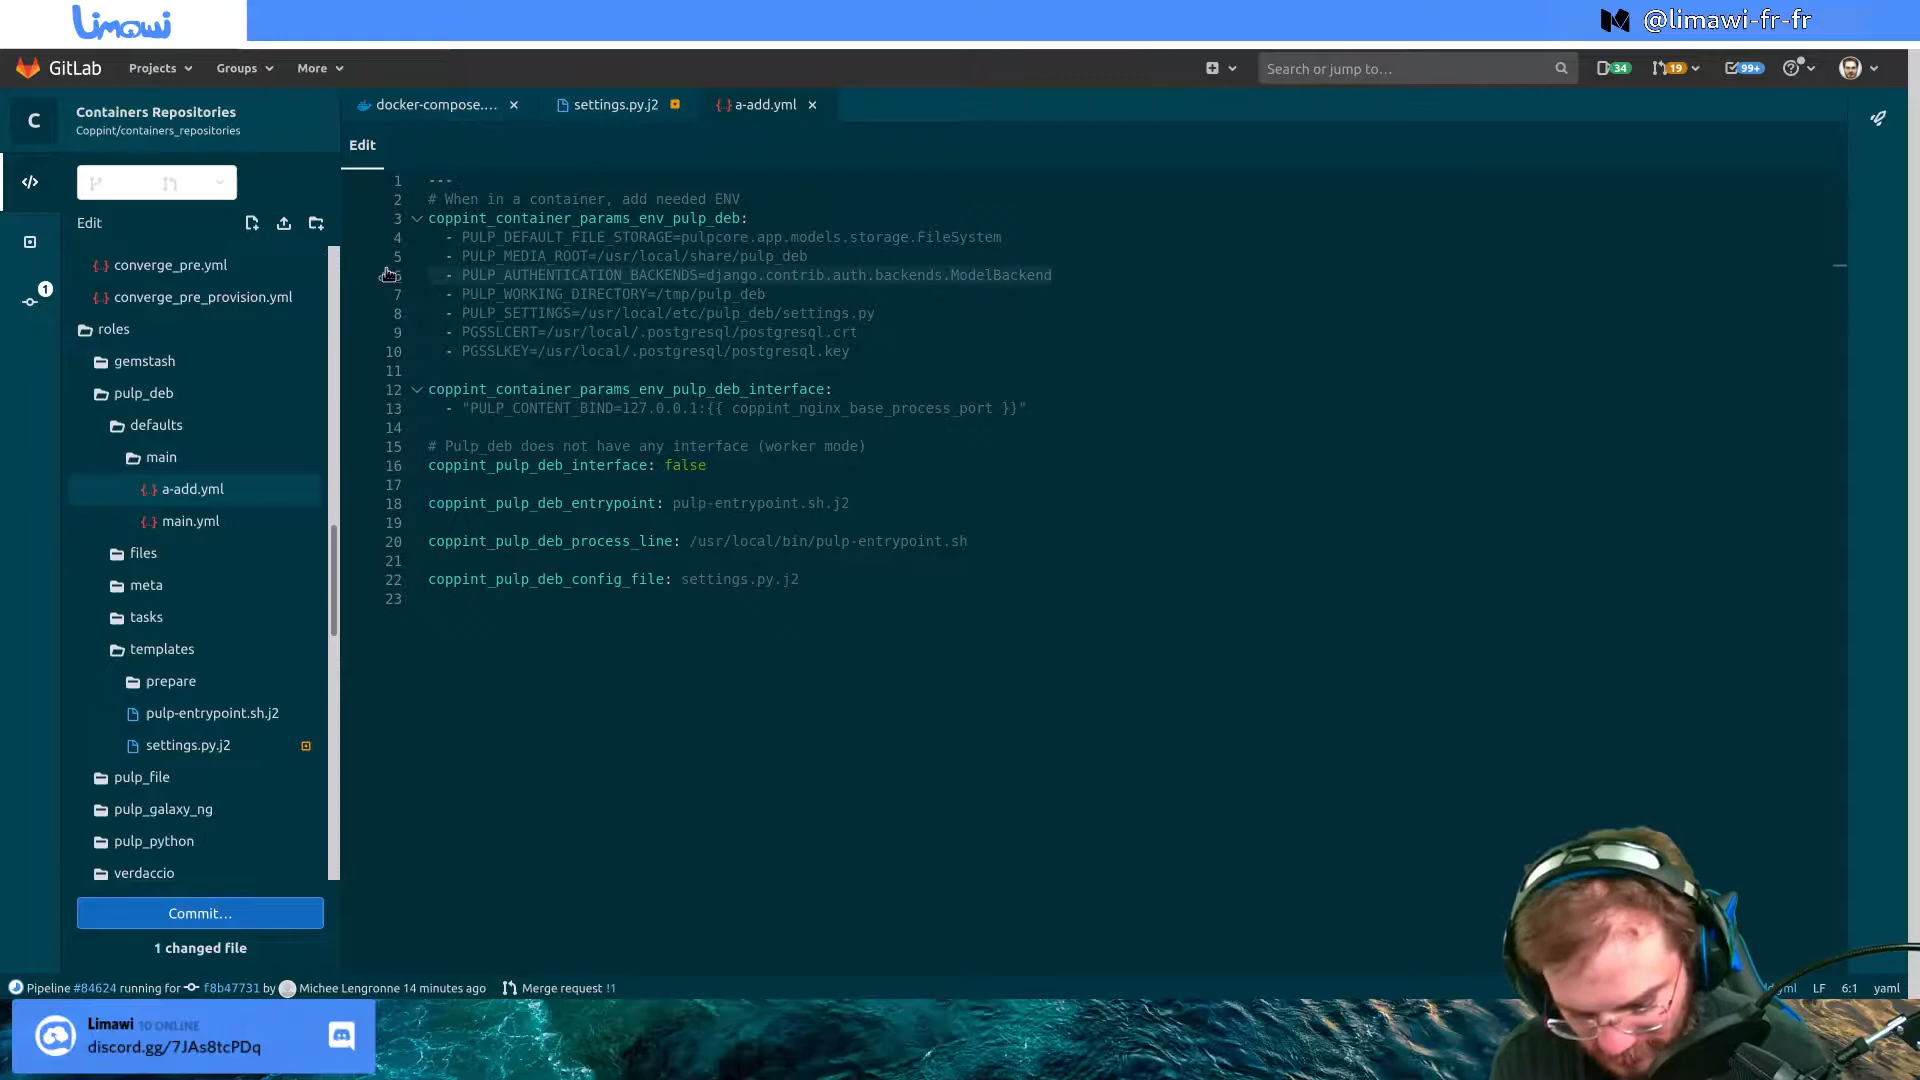 Limawi
@limawi-fr-fr
GitLab Projects Groups More Search or jump to... 34 19 99+
C Containers Repositories
Coppint/containers_repositories
docker-compose.... settings.py.j2 a-add.yml
Edit
Edit
converge_pre.yml
converge_pre_provision.yml
roles
gemstash
pulp_deb
defaults
main
a-add.yml
main.yml
files
meta
tasks
templates
prepare
pulp-entrypoint.sh.j2
settings.py.j2
pulp_file
pulp_galaxy_ng
pulp_python
verdaccio
1
Commit...
1 changed file
1 ---
2 # When in a container, add needed ENV
3 coppint_container_params_env_pulp_deb:
4 - PULP_DEFAULT_FILE_STORAGE=pulpcore.app.models.storage.FileSystem
5 - PULP_MEDIA_ROOT=/usr/local/share/pulp_deb
- PULP_AUTHENTICATION_BACKENDS=django.contrib.auth.backends.ModelBackend
7 - PULP_WORKING_DIRECTORY=/tmp/pulp_deb
8 - PULP_SETTINGS=/usr/local/etc/pulp_deb/settings.py
9 - PGSSLCERT=/usr/local/.postgresql/postgresql.crt
10 - PGSSLKEY=/usr/local/.postgresql/postgresql.key
11
12 coppint_container_params_env_pulp_deb_interface:
13 - "PULP_CONTENT_BIND=127.0.0.1:{{ coppint_nginx_base_process_port }}"
14
15 # Pulp_deb does not have any interface (worker mode)
16 coppint_pulp_deb_interface: false
17
18 coppint_pulp_deb_entrypoint: pulp-entrypoint.sh.j2
19
20 coppint_pulp_deb_process_line: /usr/local/bin/pulp-entrypoint.sh
21
22 coppint_pulp_deb_config_file: settings.py.j2
23
Pipeline #84624 running for f8b47731 by Michee Lengronne 14 minutes ago Merge request !1
LF 6:1 yaml
Limawi 10 ONLINE
discord.gg/7JAs8tcPDq